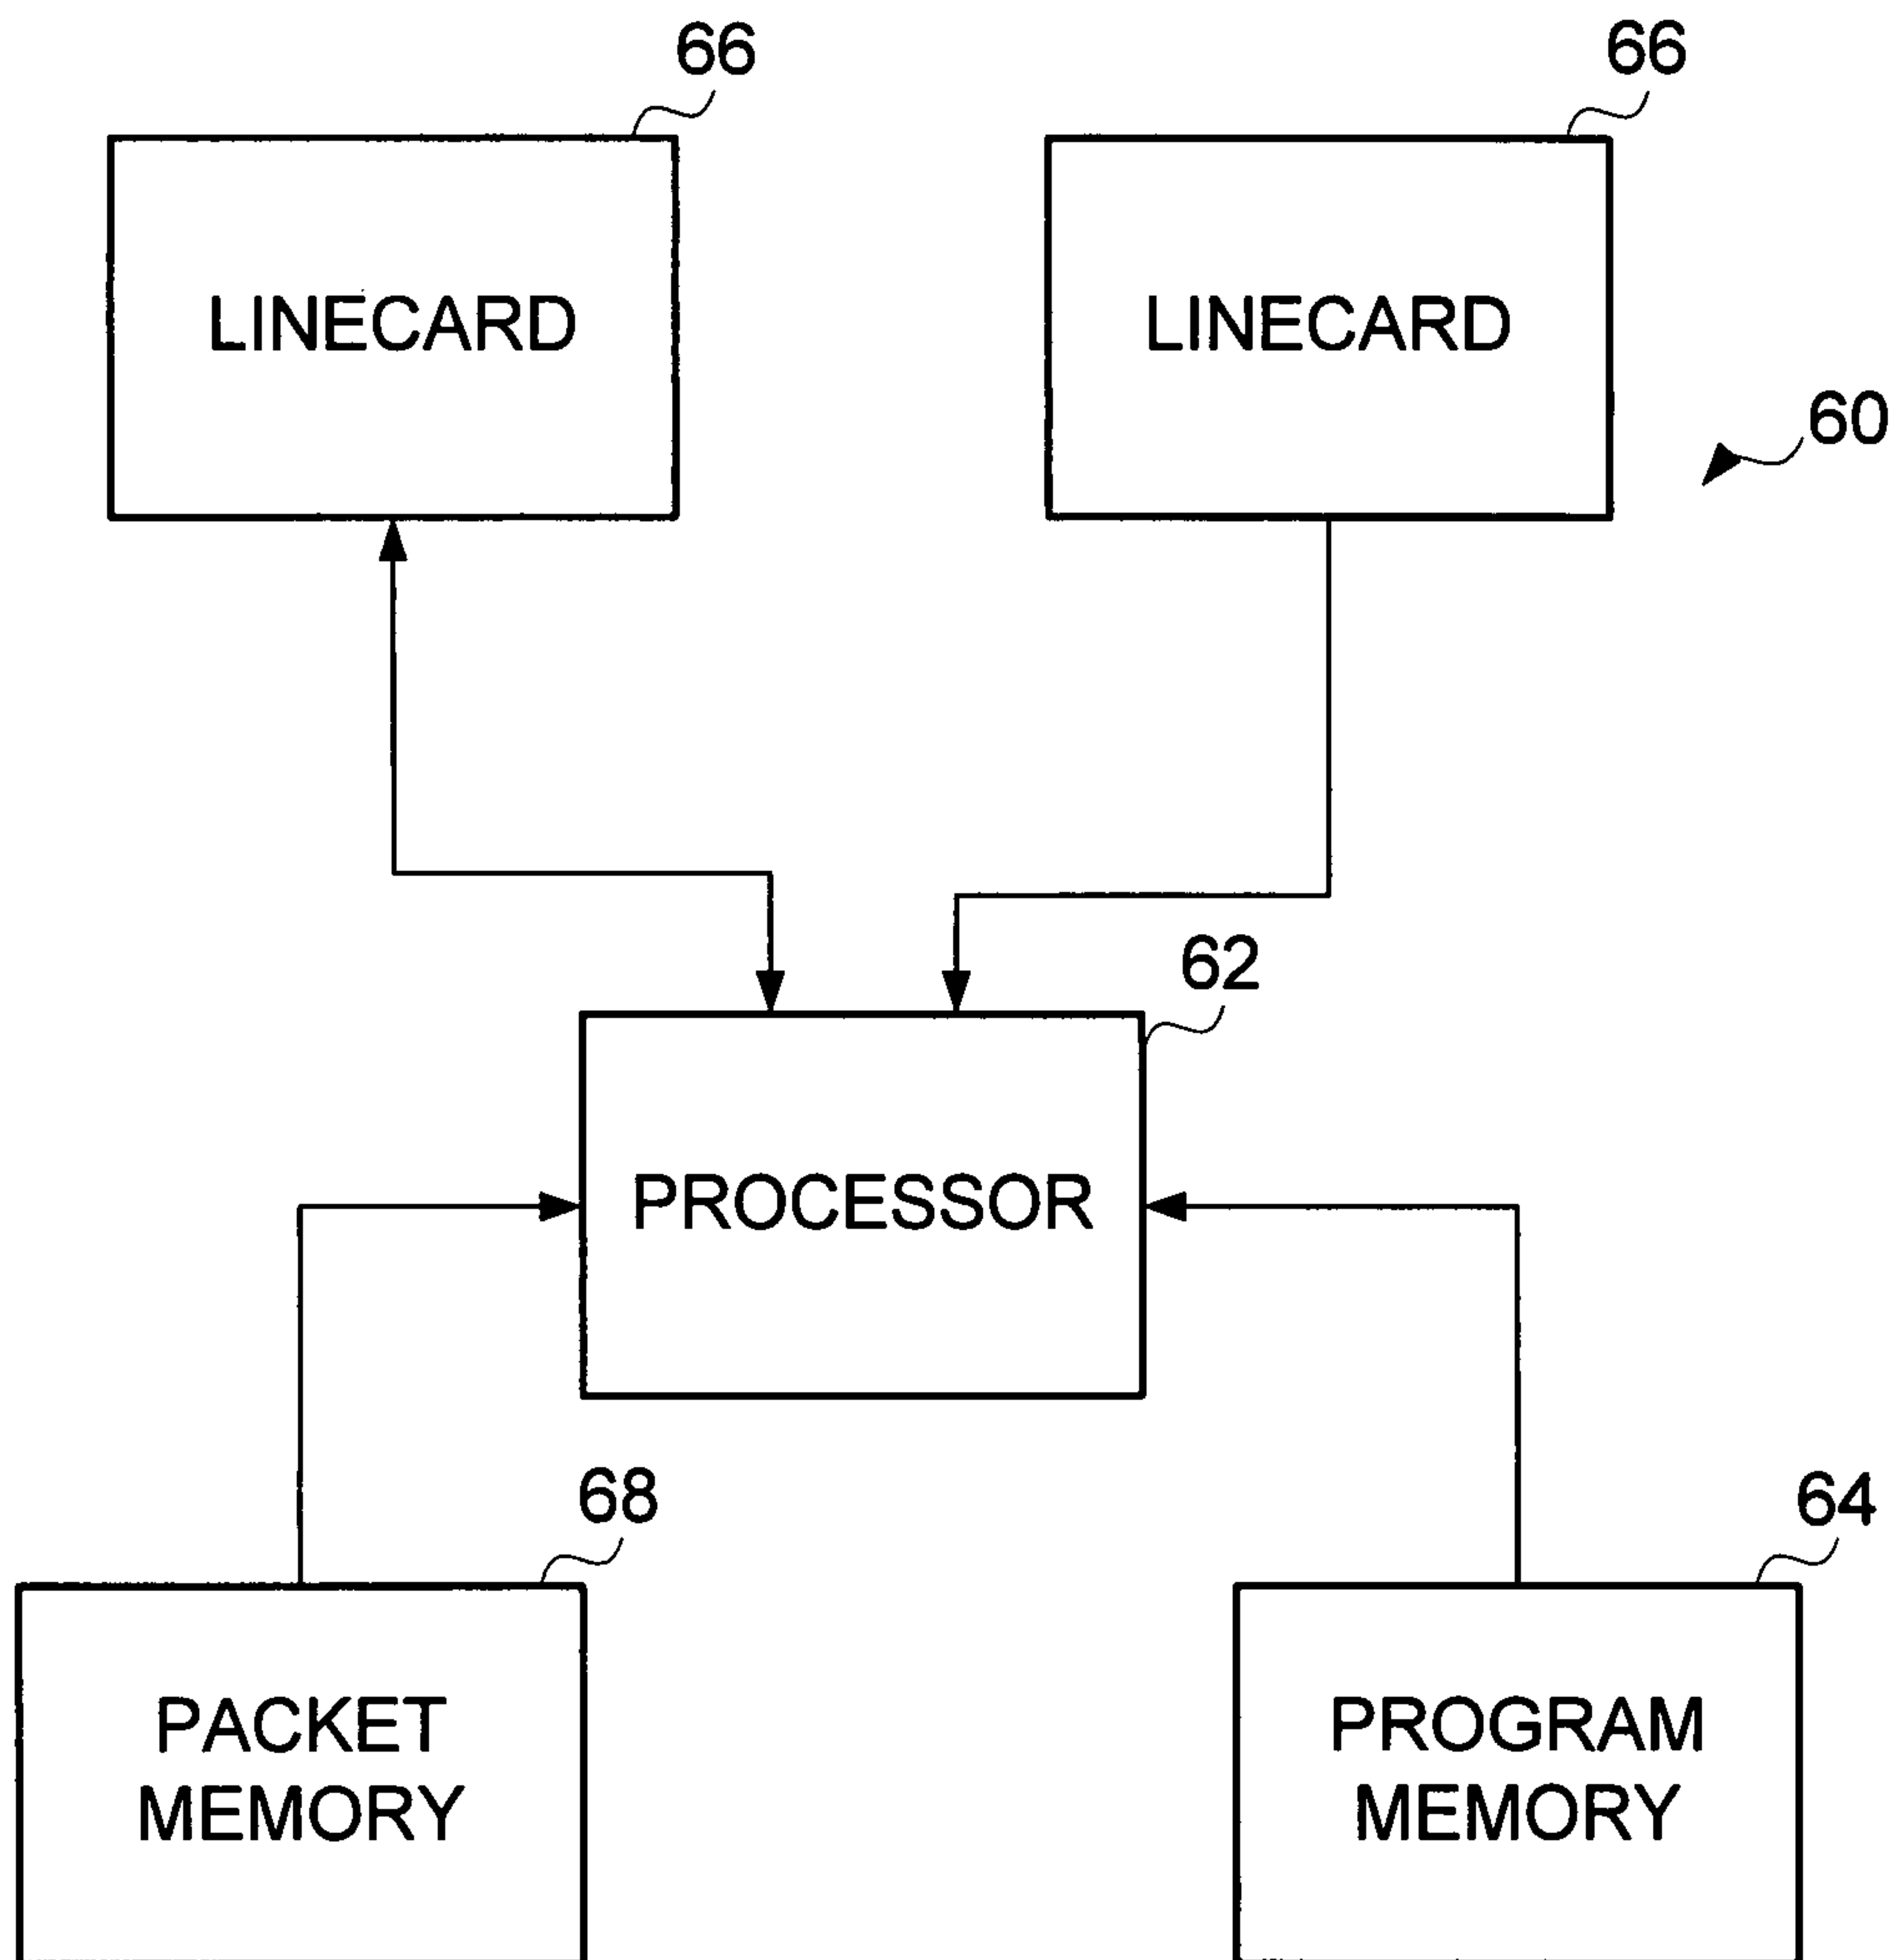 66
66
LINECARD
LINECARD
60
62
PROCESSOR
68
64
PACKET
MEMORY
PROGRAM
MEMORY